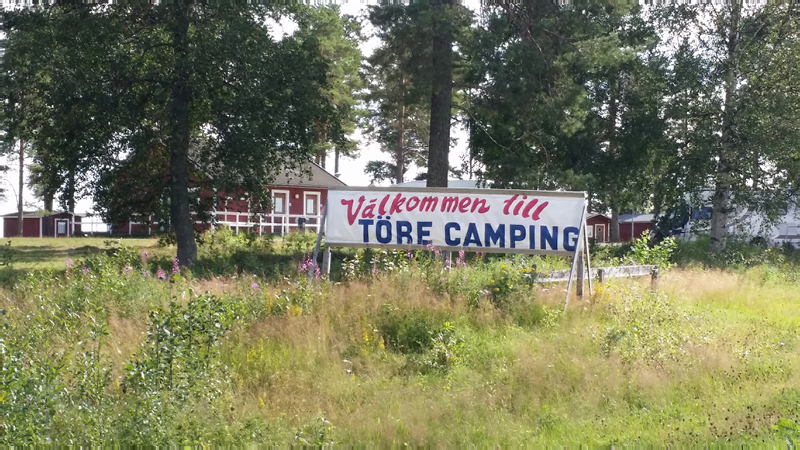 Välkommen till
TÖRE CAMPING